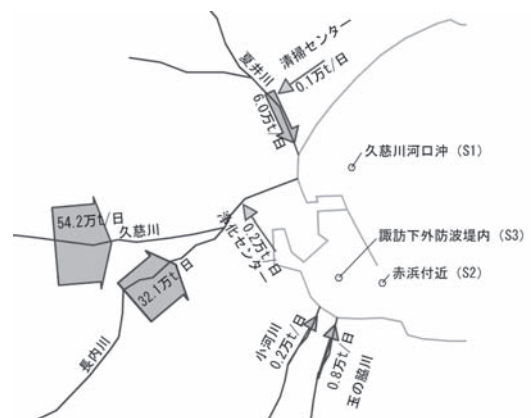 夏井川
6.0万t/日
清掃センター
0.1万t/日
久慈川河口沖（S1）
54.2万t/日
久慈川
浄化センター
0.2万t/日
諏訪下外防波堤内（S3）
赤浜付近（S2）
32.1万t/日
長内川
小河川
0.2万t/日
0.8万t/日
玉の脇川